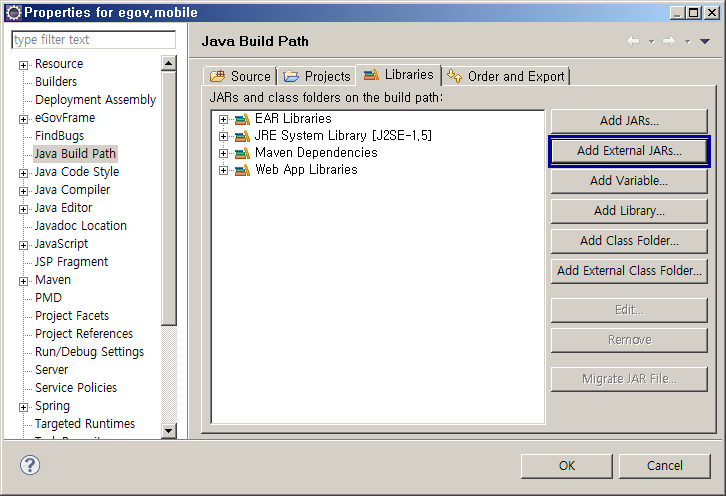 Properties for egov.mobile
type filter text
Resource
Builders
Deployment Assembly
eGovFrame
FindBugs
Java Build Path
Java Code Style
Java Compiler
Java Editor
Javadoc Location
JavaScript
JSP Fragment
Maven
PMD
Project Facets
Project References
Run/Debug Settings
Server
Service Policies
Spring
Targeted Runtimes
Java Build Path
Source
Projects
Libraries
Order and Export
JARs and class folders on the build path:
EAR Libraries
JRE System Library [J2SE-1.5]
Maven Dependencies
Web App Libraries
Add JARs...
Add External JARs...
Add Variable...
Add Library...
Add Class Folder...
Add External Class Folder...
Edit...
Remove
Migrate JAR File...
?
OK
Cancel